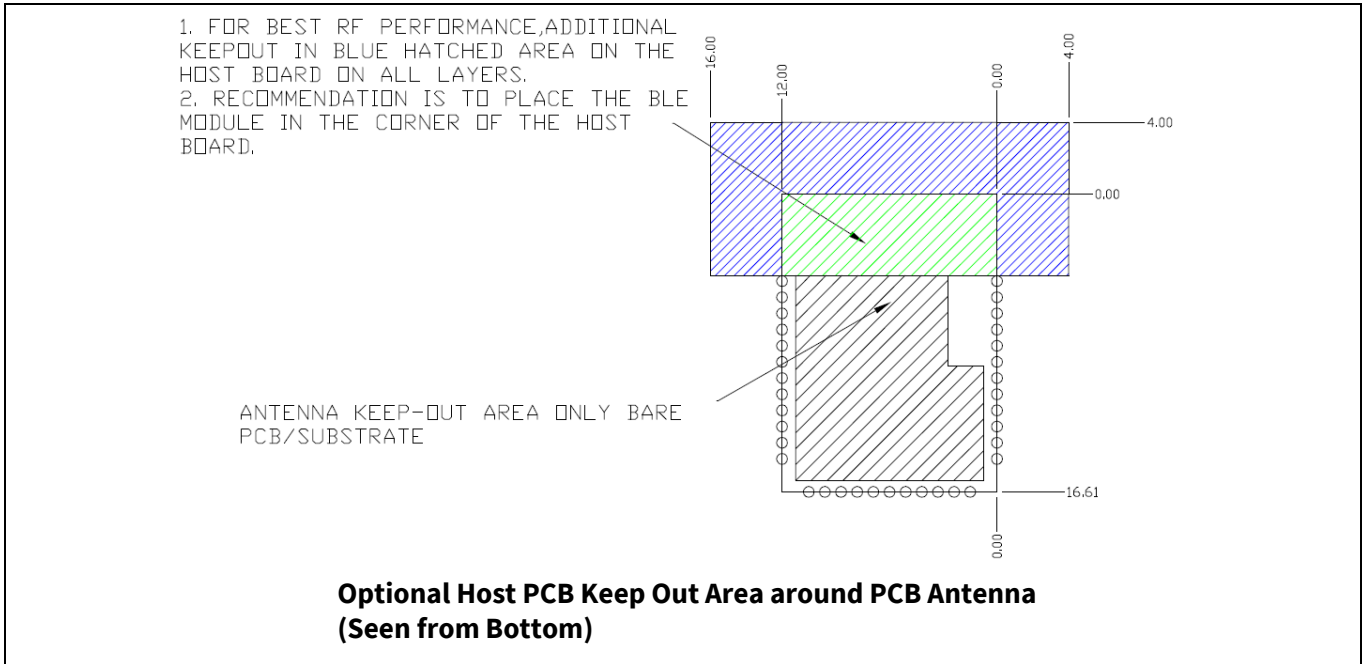 1. FOR BEST RF PERFORMANCE,ADDITIONAL
KEEPOUT IN BLUE HATCHED AREA ON THE
HOST BOARD ON ALL LAYERS.
2. RECOMMENDATION IS TO PLACE THE BLE
MODULE IN THE CORNER OF THE HOST
BOARD.
16.00
12.00
0.00
4.00
4.00
0.00
ANTENNA KEEP-OUT AREA ONLY BARE
PCB/SUBSTRATE
16.61
0.00
Optional Host PCB Keep Out Area around PCB Antenna
(Seen from Bottom)